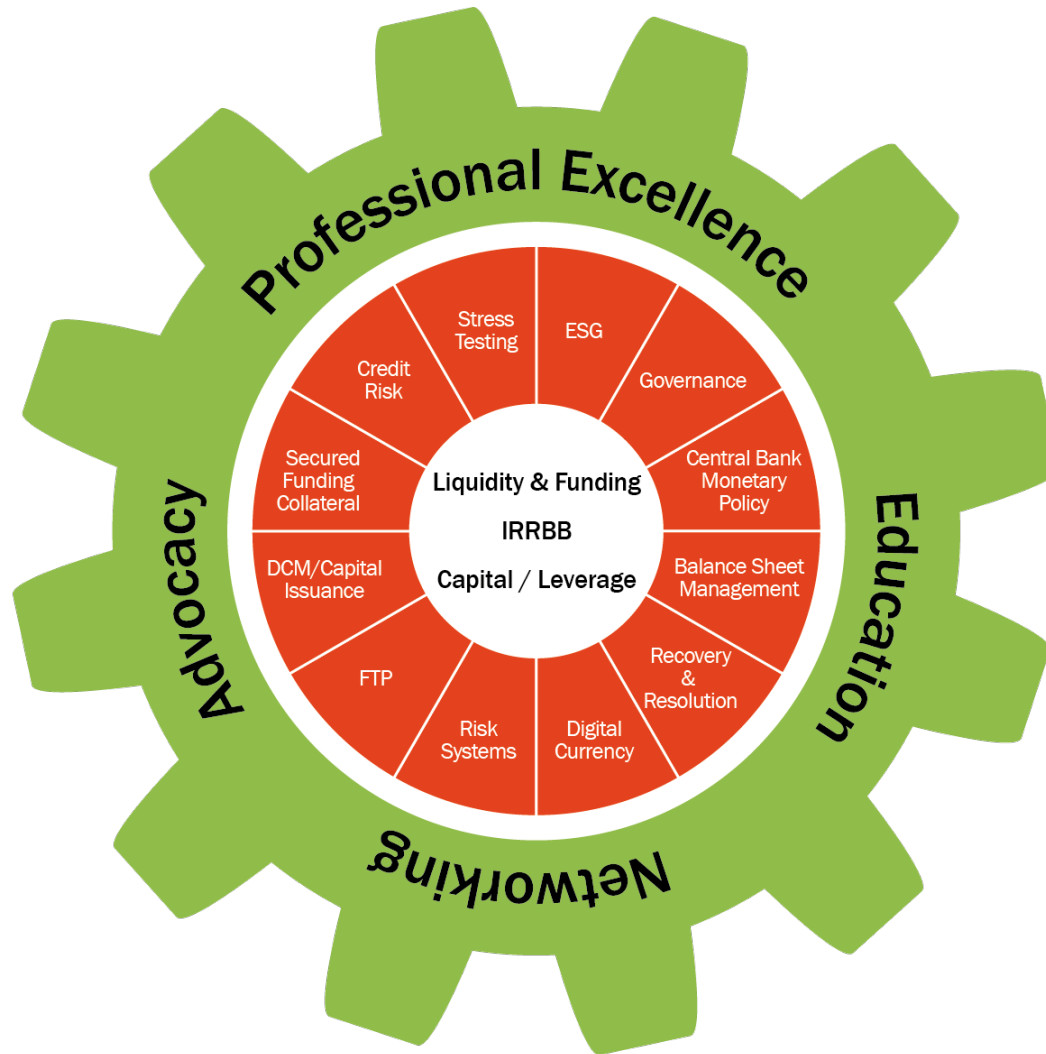 Professional Excellence
Education
Networking
Advocacy
ESG
Governance
Central Bank
Monetary
Policy
Balance Sheet
Management
Recovery
&
Resolution
Digital
Currency
Risk
Systems
FTP
DCM/Capital
Issuance
Secured
Funding
Collateral
Credit
Risk
Stress
Testing
Liquidity & Funding
IRRBB
Capital / Leverage